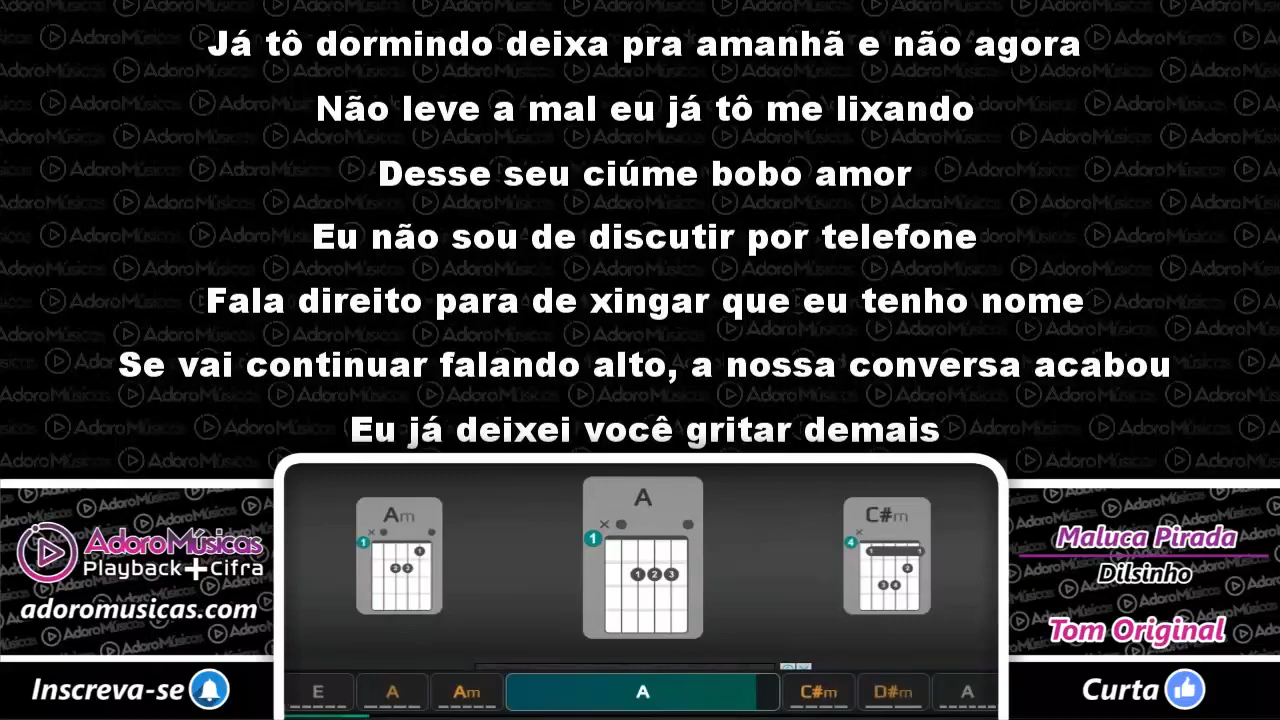 Já tô dormindo deixa pra amanhã e não agora
Não leve a mal eu já tô me lixando
Desse seu ciúme bobo amor
Eu não sou de discutir por telefone
Fala direito para de xingar que eu tenho nome
Se vai continuar falando alto, a nossa conversa acabou
Eu já deixei você gritar demais
Am
A
C#m
1
1
4
AdoroMúsicas
Playback+Cifra
adoromusicas.com
Inscreva-se
E A Am A C#m D#m A
Maluca Pirada
Dilsinho
Tom Original
Curta